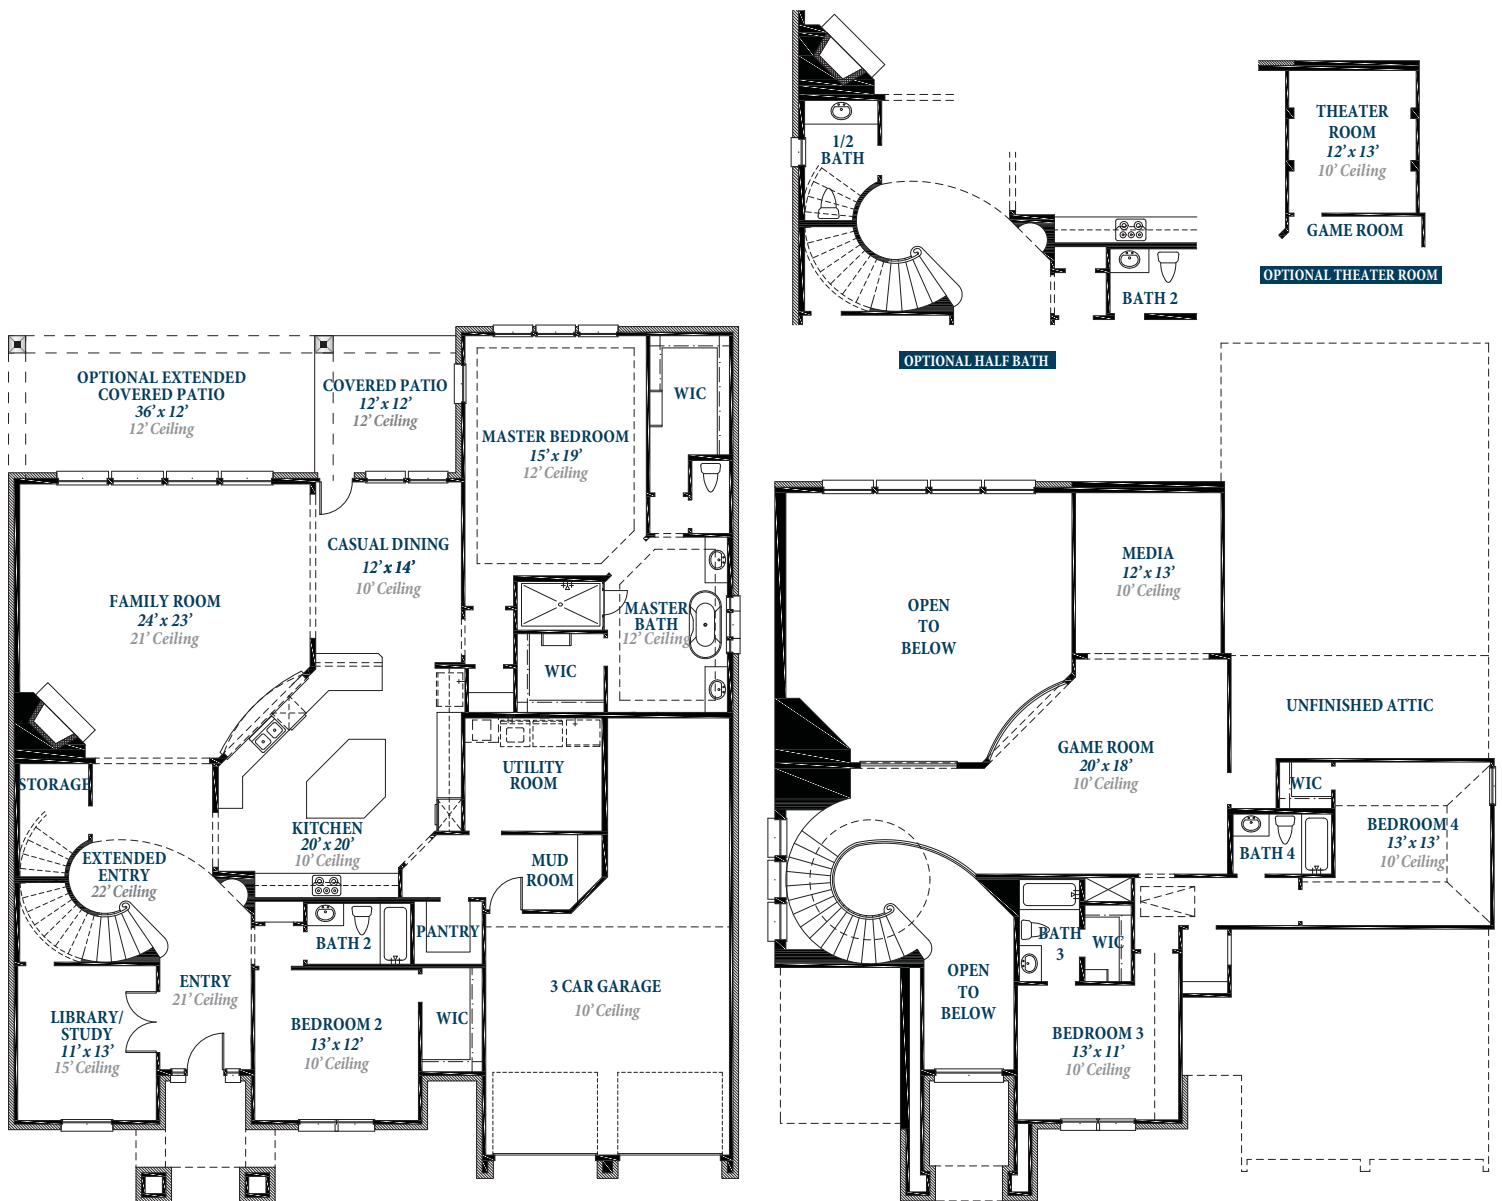 1/2
BATH
BATH 2
OPTIONAL HALF BATH
THEATER
ROOM
12' x 13'
10' Ceiling
GAME ROOM
OPTIONAL THEATER ROOM
OPTIONAL EXTENDED
COVERED PATIO
36' x 12'
12' Ceiling
COVERED PATIO
12' x 12'
12' Ceiling
MASTER BEDROOM
15' x 19'
12' Ceiling
WIC
CASUAL DINING
12' x 14'
10' Ceiling
FAMILY ROOM
24' x 23'
21' Ceiling
MASTER
BATH
12' Ceiling
WIC
STORAGE
UTILITY
ROOM
KITCHEN
20' x 20'
10' Ceiling
EXTENDED
ENTRY
22' Ceiling
MUD
ROOM
BATH 2
PANTRY
ENTRY
21' Ceiling
LIBRARY/
STUDY
11' x 13'
15' Ceiling
BEDROOM 2
13' x 12'
10' Ceiling
WIC
3 CAR GARAGE
10' Ceiling
OPEN
TO
BELOW
MEDIA
12' x 13'
10' Ceiling
GAME ROOM
20' x 18'
10' Ceiling
UNFINISHED ATTIC
WIC
BEDROOM 4
13' x 13'
10' Ceiling
BATH 4
BATH
3
WIC
OPEN
TO
BELOW
BEDROOM 3
13' x 11'
10' Ceiling